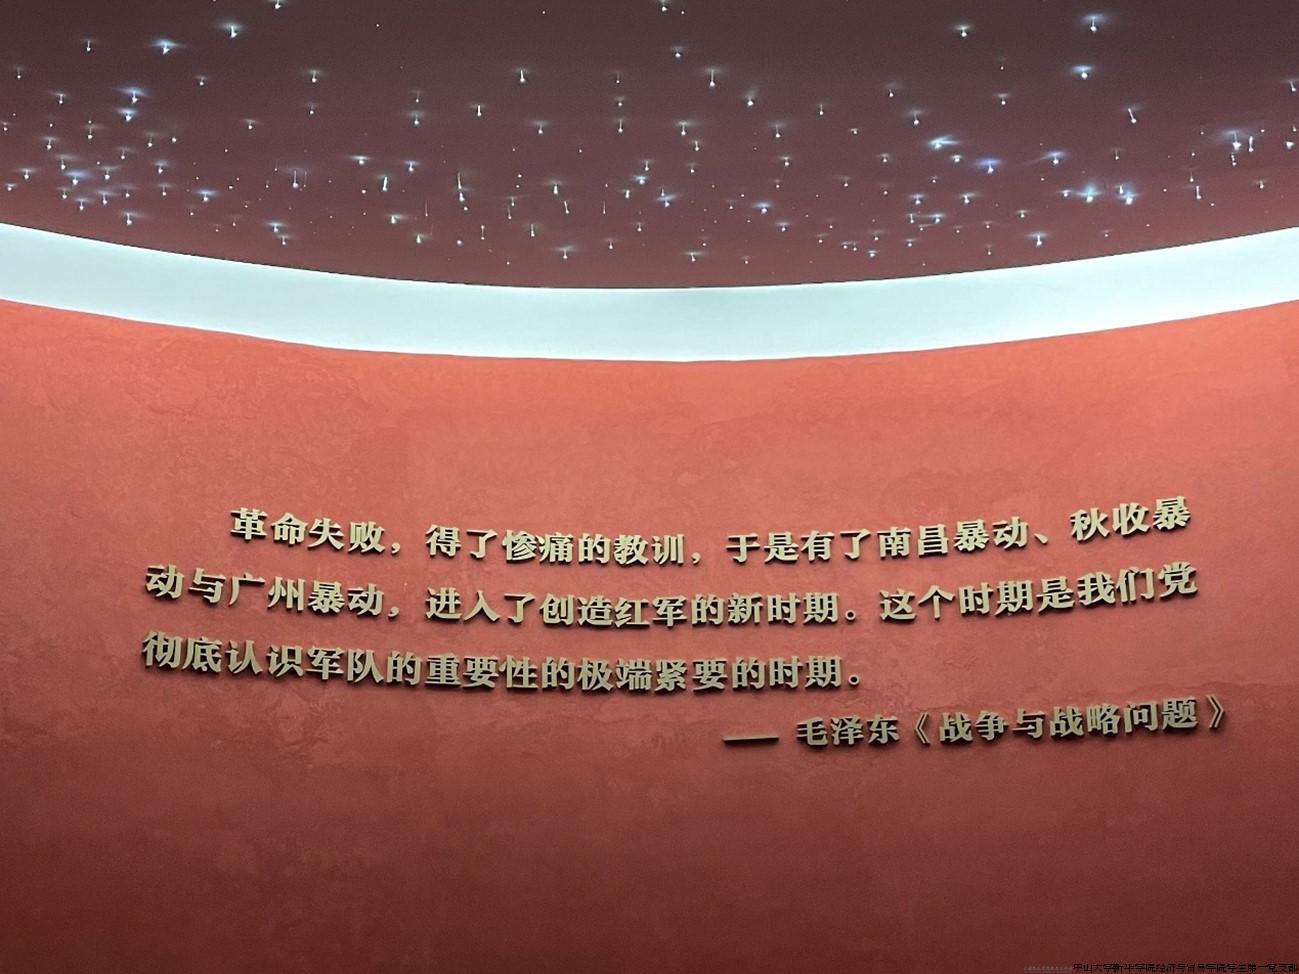 革命失败，得了惨痛的教训，于是有了南昌暴动、秋收暴
动与广州暴动，进入了创造红军的新时期。这个时期是我们党
彻底认识军队的重要性的极端紧要的时期。
—— 毛泽东《战争与战略问题》